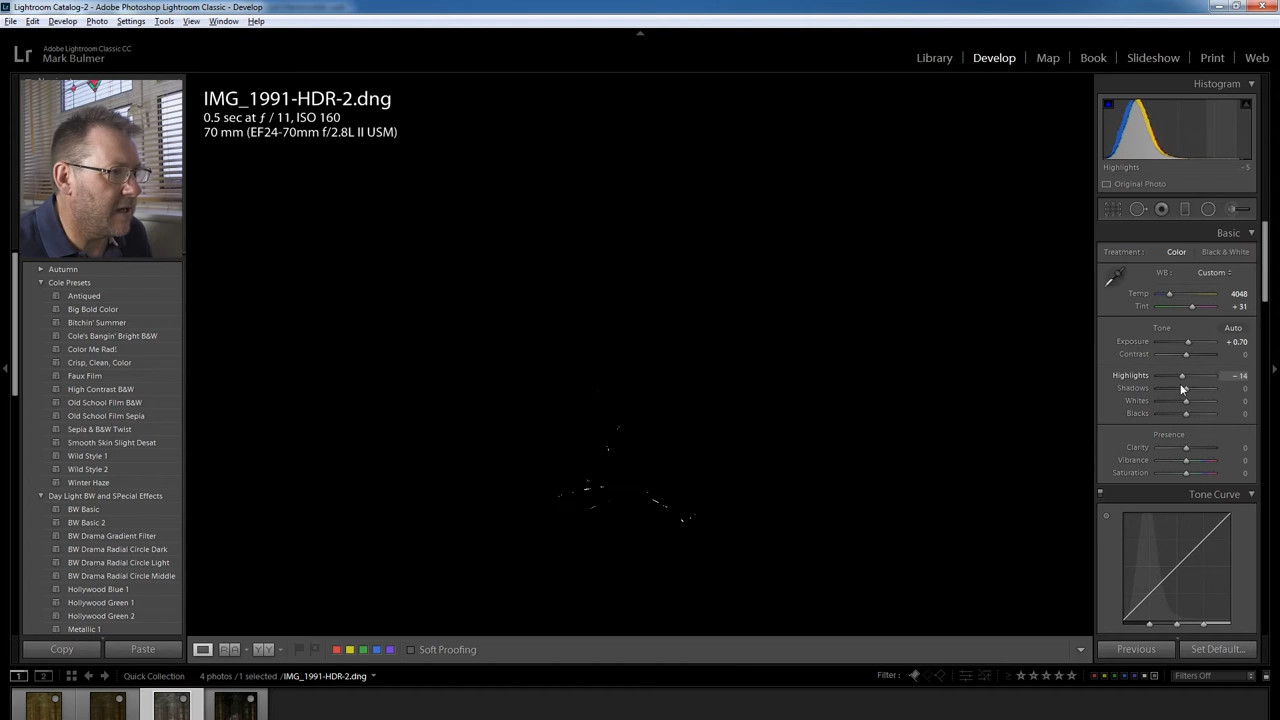 Lightroom Catalog-2 - Adobe Photoshop Lightroom Classic - Develop
File Edit Develop Photo Settings Tools View Window Help
Lr
Adobe Lightroom Classic CC
Mark Bulmer
Library | Develop | Map | Book | Slideshow | Print | Web
IMG_1991-HDR-2.dng
0.5 sec at ƒ / 11, ISO 160
70 mm (EF24-70mm f/2.8L II USM)
Autumn
Cole Presets
Antiqued
Big Bold Color
Bitchin' Summer
Cole's Bangin' Bright B&W
Color Me Rad!
Crisp, Clean, Color
Faux Film
High Contrast B&W
Old School Film B&W
Old School Film Sepia
Sepia & B&W Twist
Smooth Skin Slight Desat
Wild Style 1
Wild Style 2
Winter Haze
Day Light BW and SPecial Effects
BW Basic
BW Basic 2
BW Drama Gradient Filter
BW Drama Radial Circle Dark
BW Drama Radial Circle Light
BW Drama Radial Circle Middle
Hollywood Blue 1
Hollywood Green 1
Hollywood Green 2
Metallic 1
Copy Paste
Histogram
Highlights - 5
Original Photo
Basic
Treatment : Color Black & White
WB : Custom
Temp 4048
Tint + 31
Tone Auto
Exposure + 0.70
Contrast 0
Highlights - 14
Shadows 0
Whites 0
Blacks 0
Presence
Clarity 0
Vibrance 0
Saturation 0
Tone Curve
Previous Set Default...
Soft Proofing
1 2 Quick Collection 4 photos /1 selected /IMG_1991-HDR-2.dng Filter : Filters Off